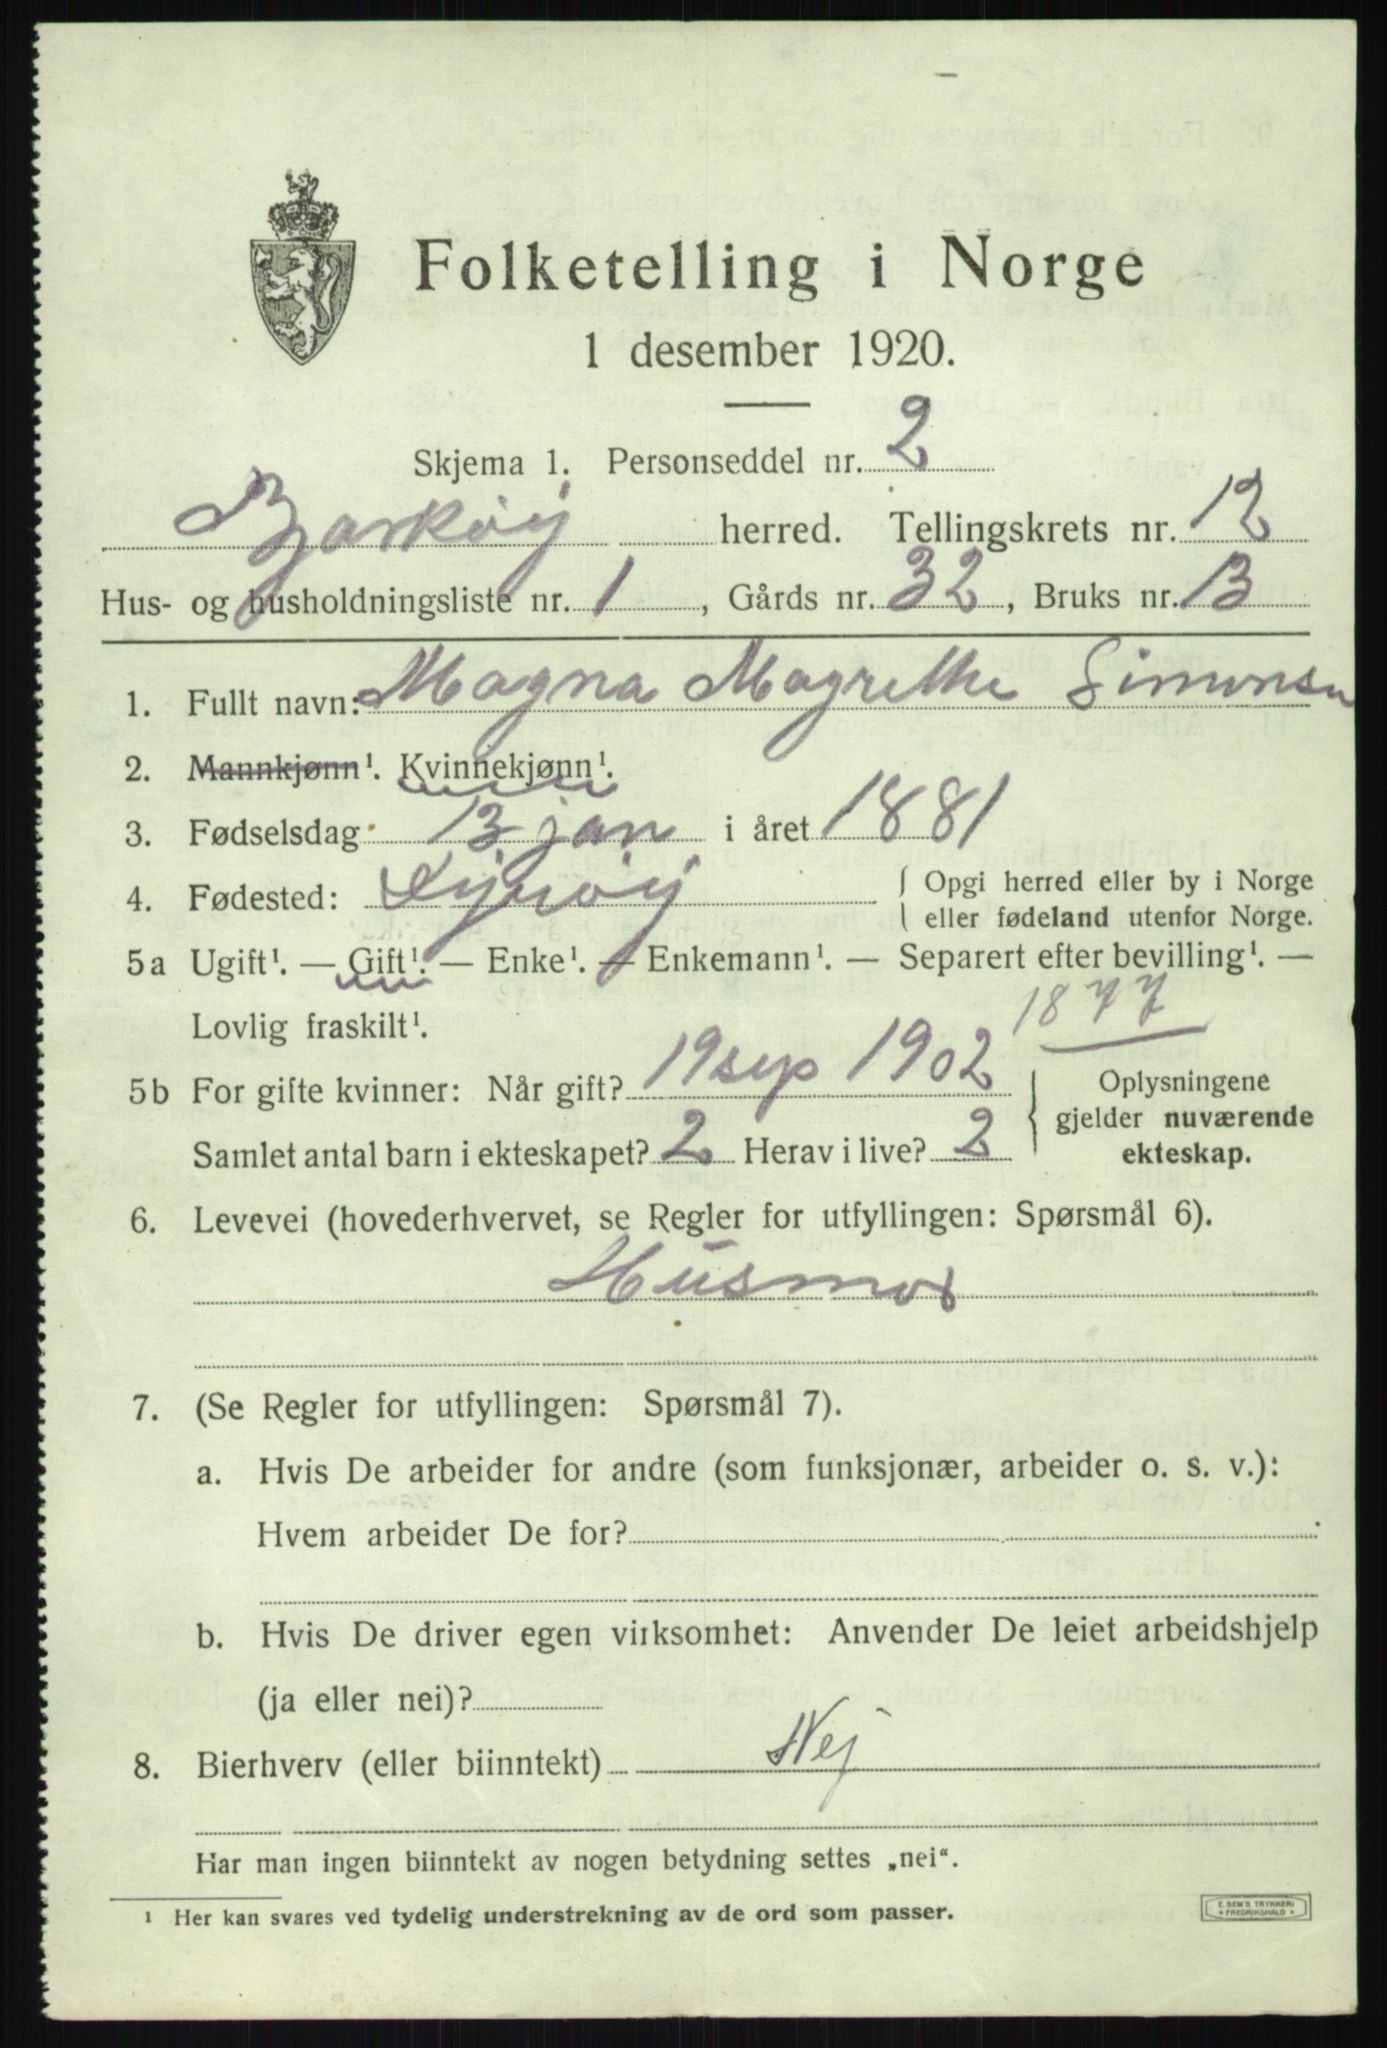 Folketelling i Norge
1 desember 1920.
Skjema 1. Personseddel nr. 2
Bjarkøy herred. Tellingskrets nr. 12
Hus- og husholdningsliste nr. 1, Gårds nr. 32, Bruks nr. 13
1. Fullt navn: Magna Magrethe Simonsen
2. Mannkjønn¹. Kvinnekjønn¹.
3. Fødselsdag 13 jan i året 1881
4. Fødested: { Opgi herred eller by i Norge
eller fødeland utenfor Norge.
5a Ugift¹. — Gift¹. — Enke¹. — Enkemann¹. — Separert efter bevilling¹. —
Lovlig fraskilt¹. 1877
5b For gifte kvinner: Når gift? 19 sep 1902 { Oplysningene
gjelder nuværende
Samlet antal barn i ekteskapet? 2 Herav i live? 2 ekteskap.
6. Levevei (hovederhvervet, se Regler for utfyllingen: Spørsmål 6).
Husmor
7. (Se Regler for utfyllingen: Spørsmål 7).
a. Hvis De arbeider for andre (som funksjonær, arbeider o. s. v.):
Hvem arbeider De for?
b. Hvis De driver egen virksomhet: Anvender De leiet arbeidshjelp
(ja eller nei)?
8. Bierhverv (eller biinntekt) Nej
Har man ingen biinntekt av nogen betydning settes „nei“.
¹ Her kan svares ved tydelig understrekning av de ord som passer.
E. SEM'S TRYKKERI
* FREDRIKSHALD *